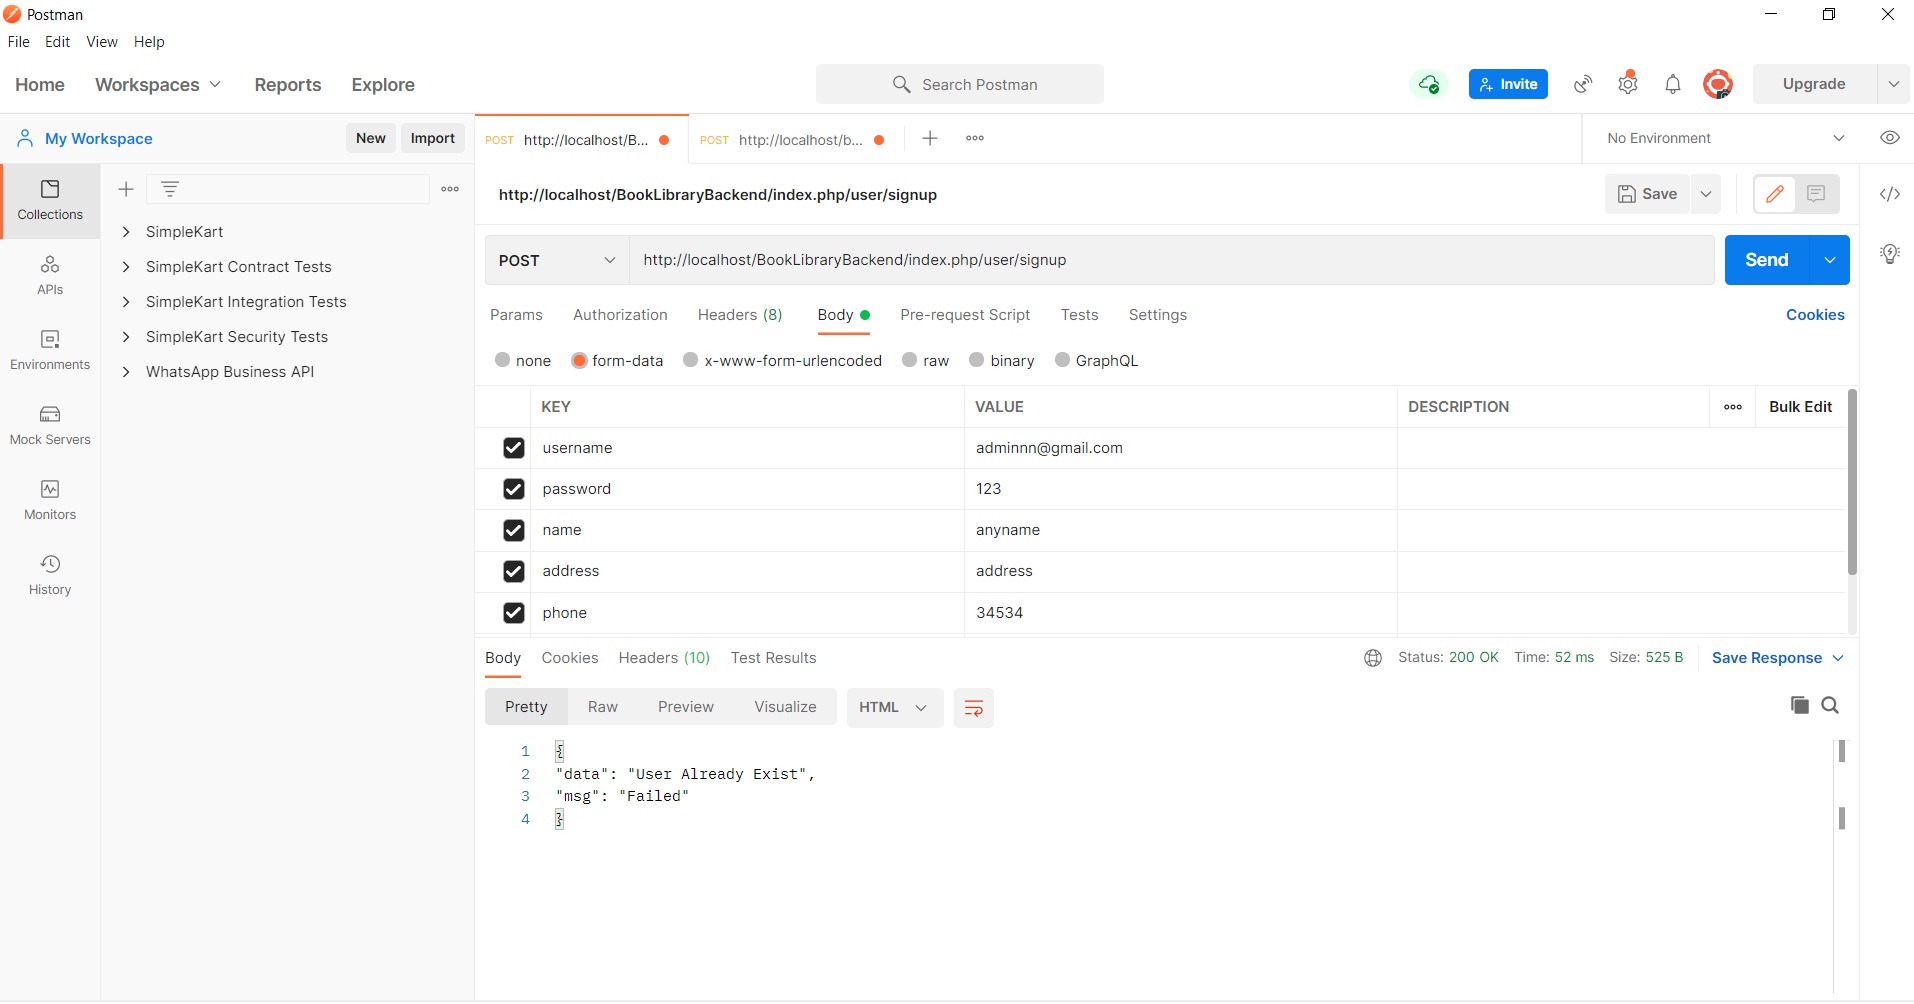 Postman
File Edit View Help
Home Workspaces Reports Explore Search Postman Invite Upgrade
My Workspace New Import POST http://localhost/B... POST http://localhost/b... No Environment
http://localhost/BookLibraryBackend/index.php/user/signup Save
Collections
APIs
Environments
Mock Servers
Monitors
History
SimpleKart
SimpleKart Contract Tests
SimpleKart Integration Tests
SimpleKart Security Tests
WhatsApp Business API
POST http://localhost/BookLibraryBackend/index.php/user/signup Send
Params Authorization Headers (8) Body Pre-request Script Tests Settings Cookies
none form-data x-www-form-urlencoded raw binary GraphQL
KEY VALUE DESCRIPTION Bulk Edit
username adminnn@gmail.com
password 123
name anyname
address address
phone 34534
Body Cookies Headers (10) Test Results Status: 200 OK Time: 52 ms Size: 525 B Save Response
Pretty Raw Preview Visualize HTML
1 {
2 "data": "User Already Exist",
3 "msg": "Failed"
4 }